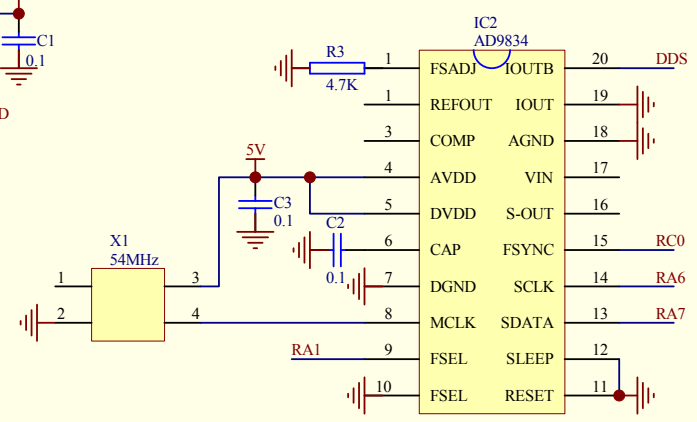 C1
0.1
D
IC2
AD9834
R3
4.7K
1 FSADJ IOUTB 20 DDS
1 REFOUT IOUT 19
3 COMP AGND 18
5V
4 AVDD VIN 17
C3
0.1
5 DVDD S-OUT 16
C2
0.1
6 CAP FSYNC 15 RC0
X1
54MHz
1 3
7 DGND SCLK 14 RA6
2 4
8 MCLK SDATA 13 RA7
RA1 9 FSEL SLEEP 12
10 FSEL RESET 11